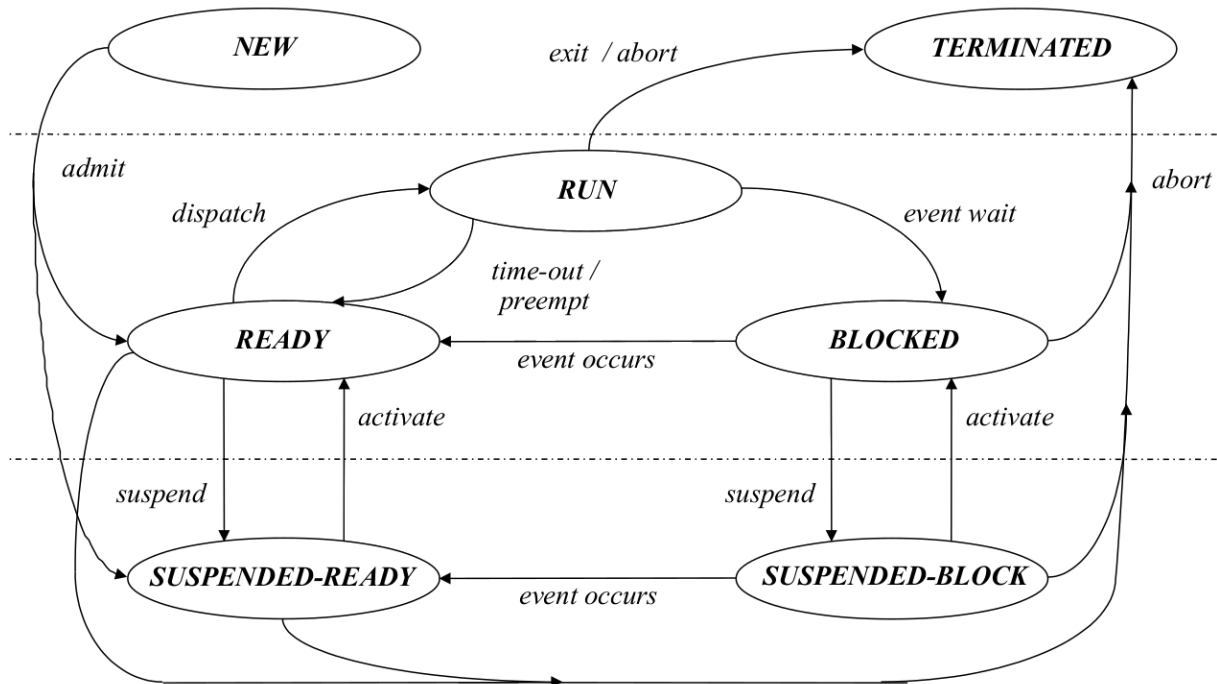 NEW
TERMINATED
exit / abort
admit
RUN
abort
dispatch
event wait
time-out /
preempt
READY
BLOCKED
event occurs
activate
activate
suspend
suspend
SUSPENDED-READY
SUSPENDED-BLOCK
event occurs